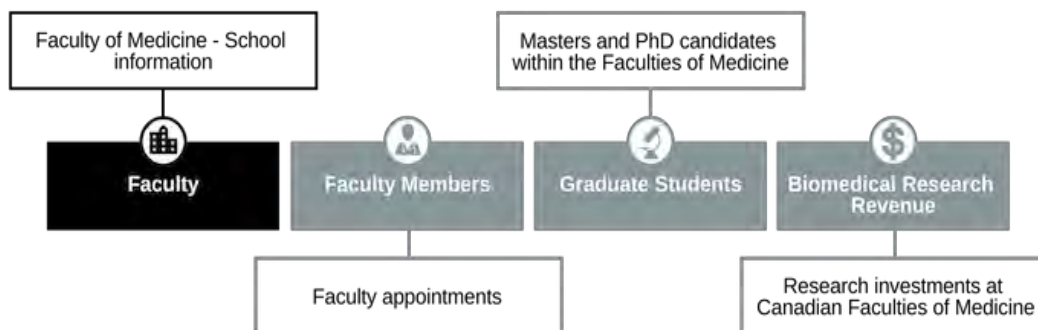 Faculty of Medicine - School
information
Masters and PhD candidates
within the Faculties of Medicine
Faculty
Faculty Members
Graduate Students
Biomedical Research
Revenue
Faculty appointments
Research investments at
Canadian Faculties of Medicine